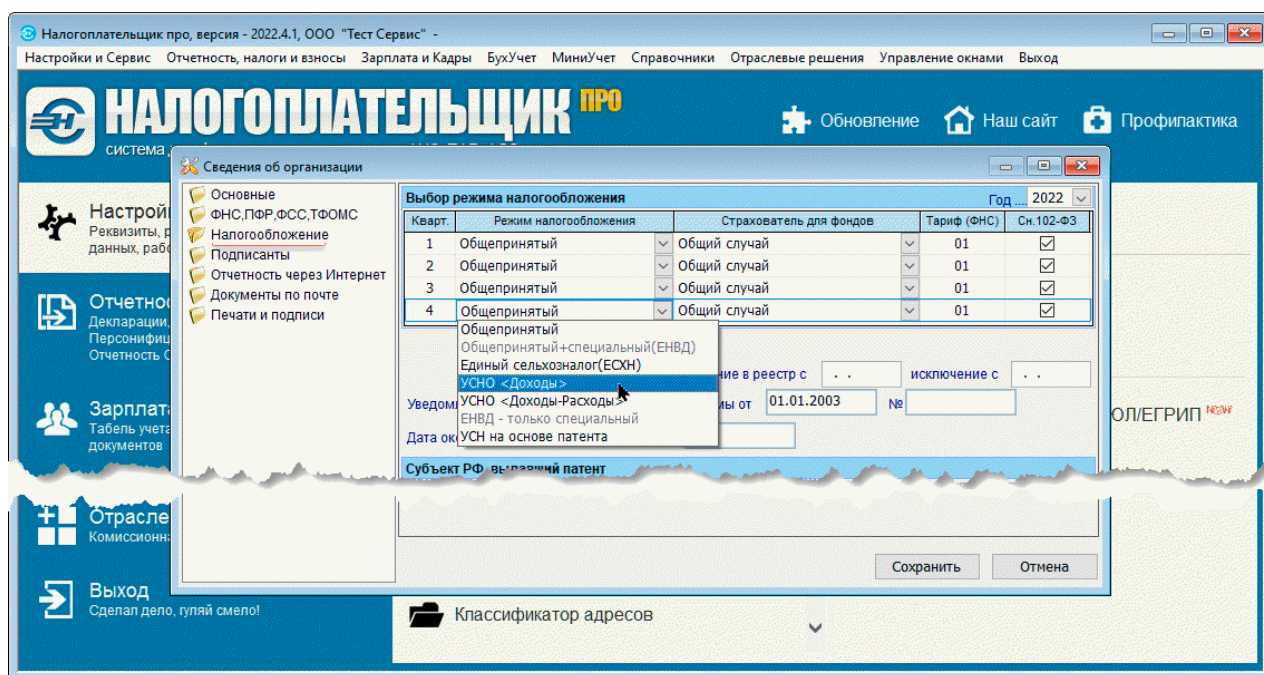 Налогоплательщик про, версия - 2022.4.1, ООО "Тест Сервис" -
Настройки и Сервис Отчетность, налоги и взносы Зарплата и Кадры БухУчет МиниУчет Справочники Отраслевые решения Управление окнами Выход
НАЛОГОПЛАТЕЛЬЩИК ПРО
Обновление Наш сайт Профилактика
система
Сведения об организации
Основные
ФНС,ПФР,ФСС,ТФОМС
Налогообложение
Подписанты
Отчетность через Интернет
Документы по почте
Печати и подписи
Выбор режима налогообложения Год .... 2022
Кварт. Режим налогообложения Страхователь для фондов Тариф (ФНС) Сн.102-ФЗ
1 Общепринятый Общий случай 01
2 Общепринятый Общий случай 01
3 Общепринятый Общий случай 01
4 Общепринятый Общий случай 01
Общепринятый
Общепринятый+специальный(ЕНВД)
Единый сельхозналог(ЕСХН)
УСНО <Доходы>
УСНО <Доходы-Расходы>
ЕНВД - только специальный
УСН на основе патента
ние в реестр с . . исключение с . .
Уведом мы от 01.01.2003 №
Дата ок
Субъект РФ, выдавший патент
Сохранить Отмена
Настрой
Реквизиты, р
данных, раб
Отчетно
Декларации,
Персонифиц
Отчетность С
Зарплат
Табель учет
документов
ОЛ/ЕГРИП NEW
Отрасле
Комиссионн
Выход
Сделал дело, гуляй смело!
Классификатор адресов